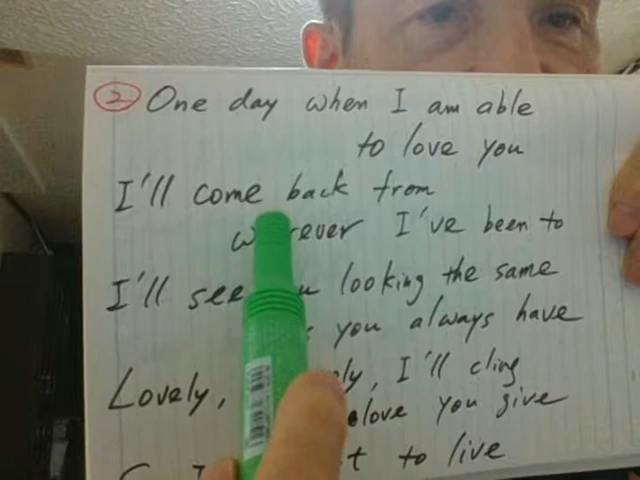 ② One day when I am able
to love you
I'll come back from
I've been to
I'll see looking the same
you always have
Lovely, I'll cling
love you give
to live